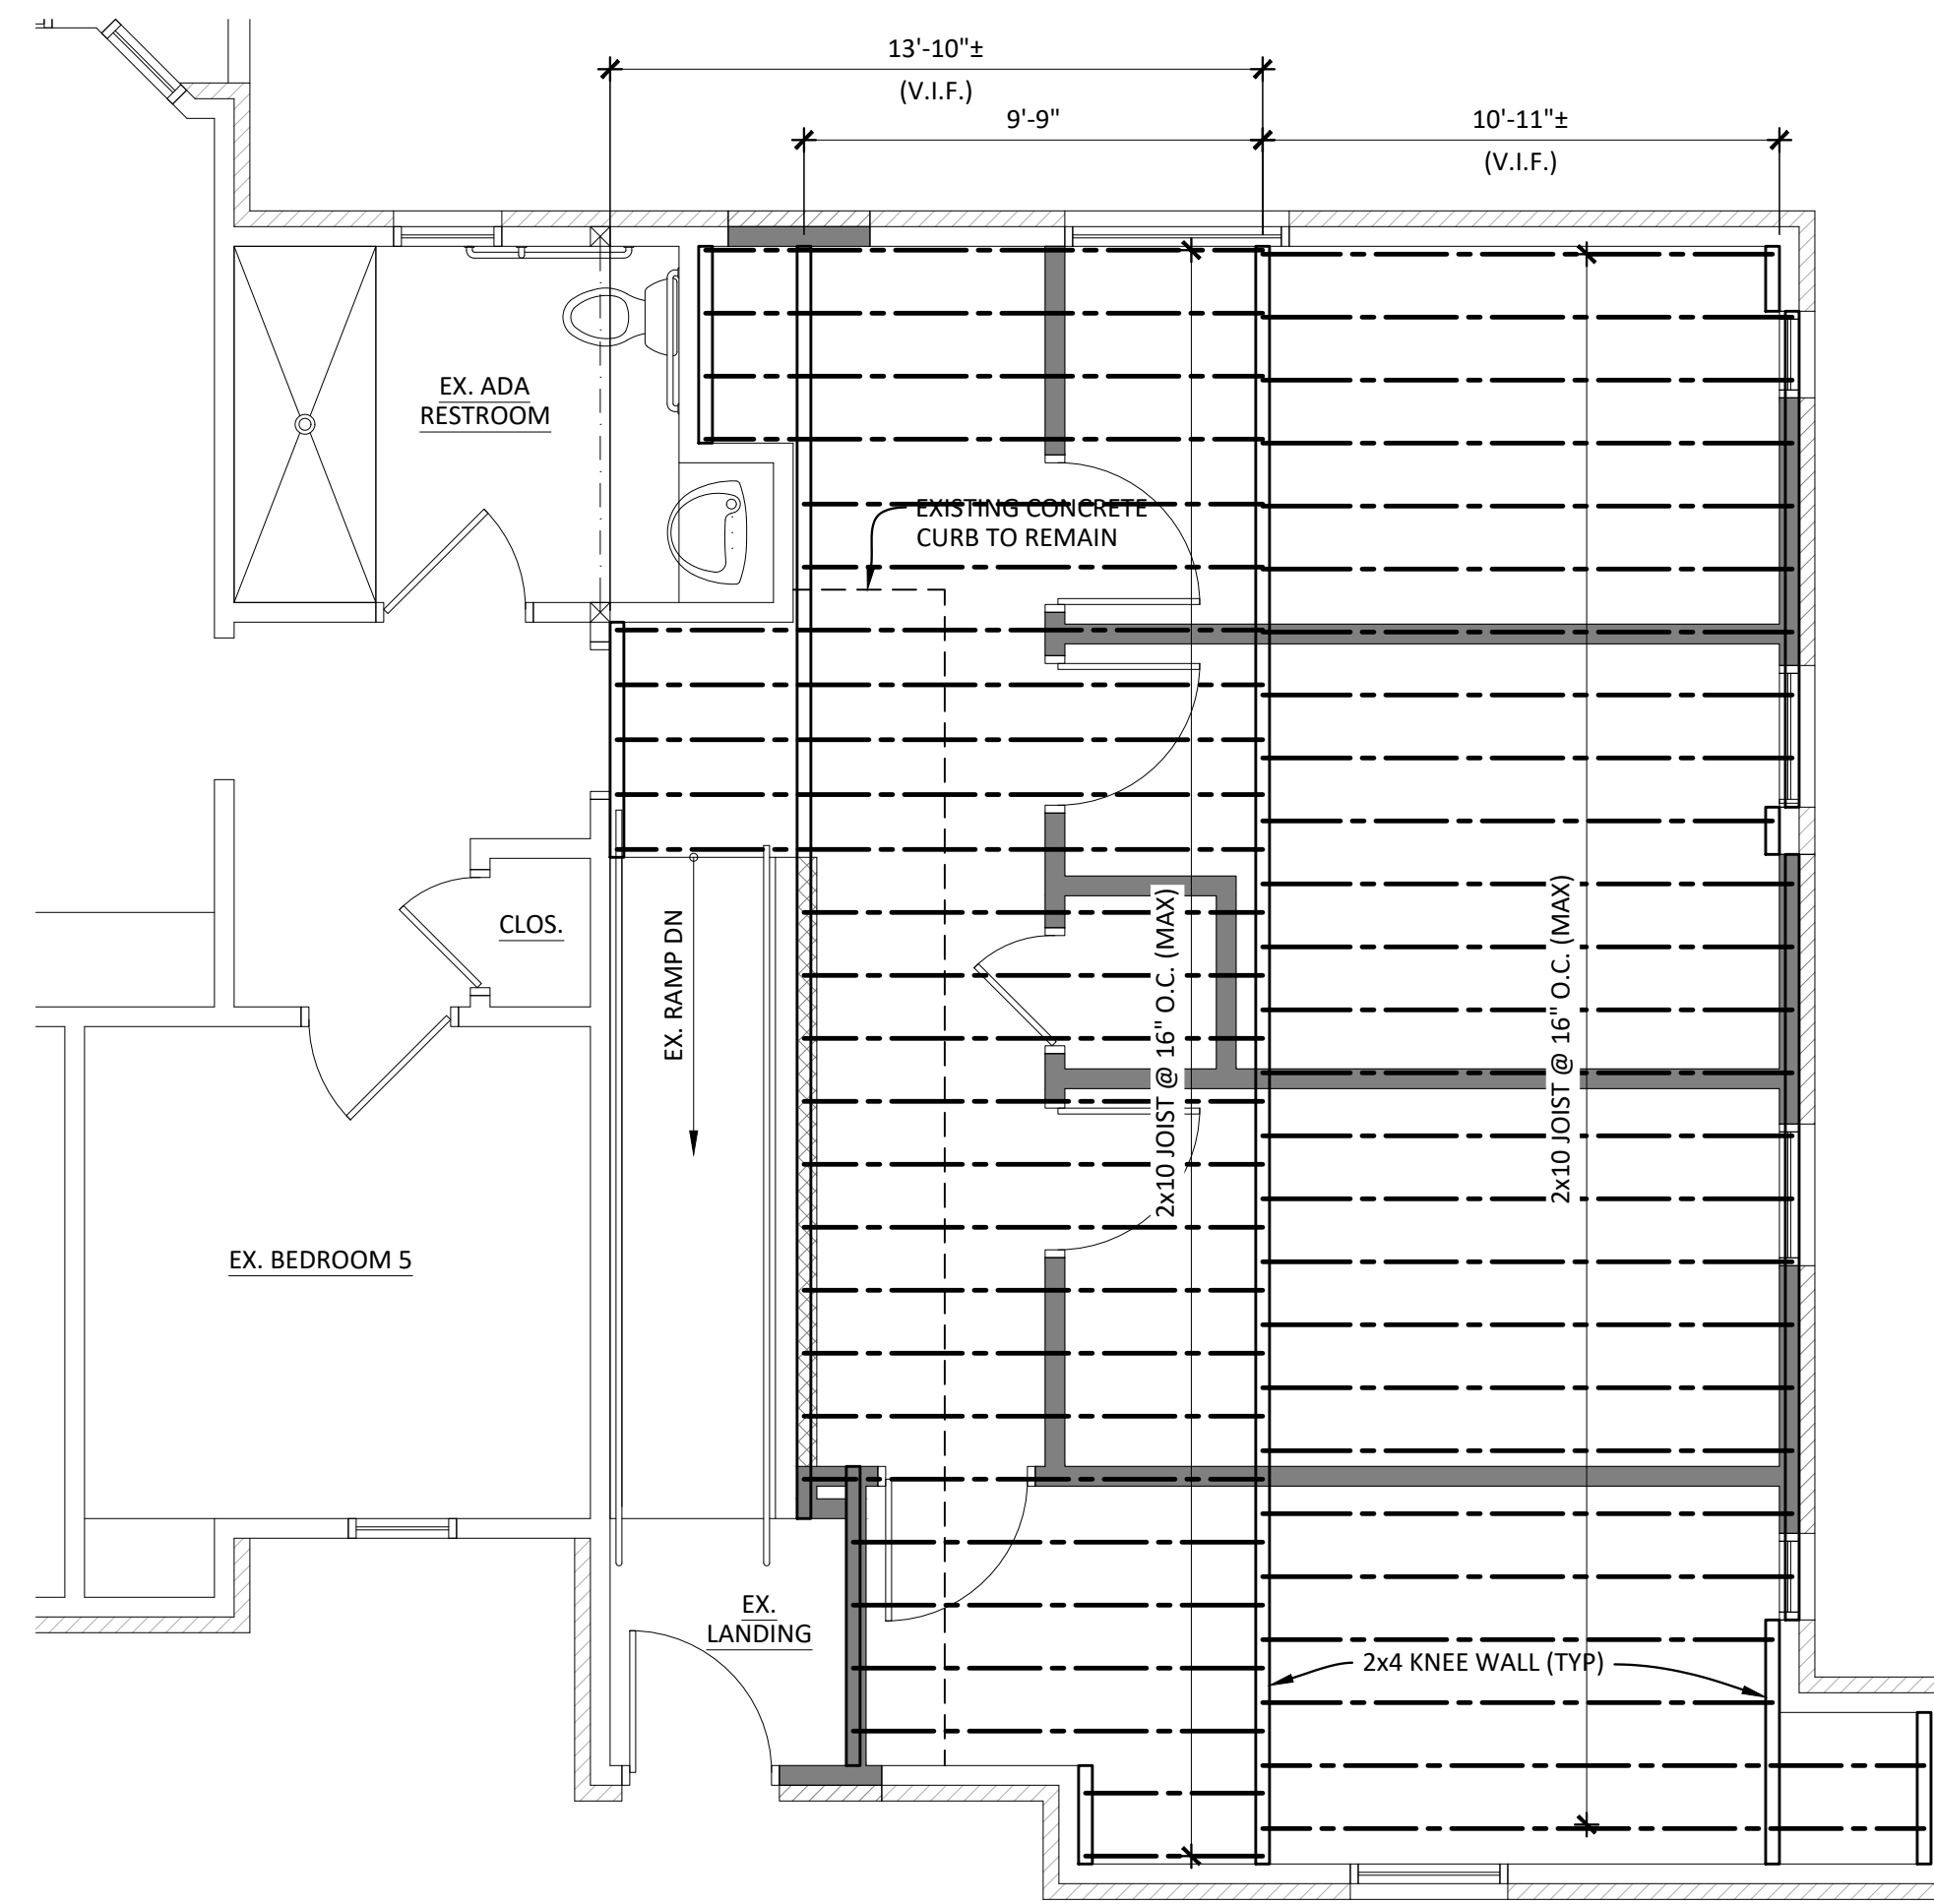 13'-10"±
(V.I.F.)
9'-9"
10'-11"±
(V.I.F.)
EX. ADA
RESTROOM
EXISTING CONCRETE
CURB TO REMAIN
CLOS.
EX. RAMP DN
2x10 JOIST @ 16" O.C. (MAX)
2x10 JOIST @ 16" O.C. (MAX)
EX. BEDROOM 5
EX.
LANDING
2x4 KNEE WALL (TYP)